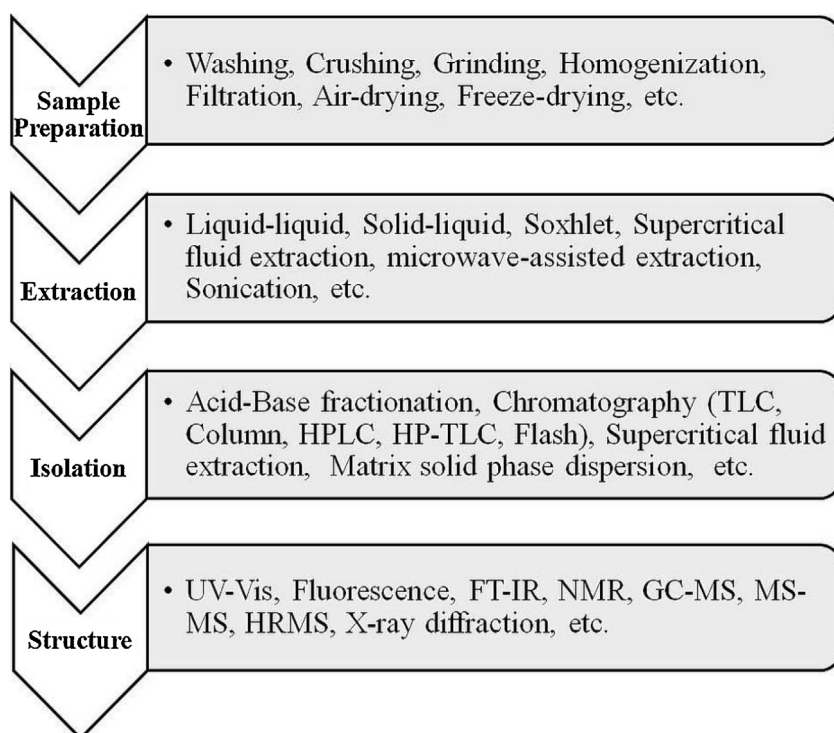 Sample
Preparation
• Washing, Crushing, Grinding, Homogenization,
Filtration, Air-drying, Freeze-drying, etc.
Extraction
• Liquid-liquid, Solid-liquid, Soxhlet, Supercritical
fluid extraction, microwave-assisted extraction,
Sonication, etc.
Isolation
• Acid-Base fractionation, Chromatography (TLC,
Column, HPLC, HP-TLC, Flash), Supercritical fluid
extraction, Matrix solid phase dispersion, etc.
Structure
• UV-Vis, Fluorescence, FT-IR, NMR, GC-MS, MS-
MS, HRMS, X-ray diffraction, etc.